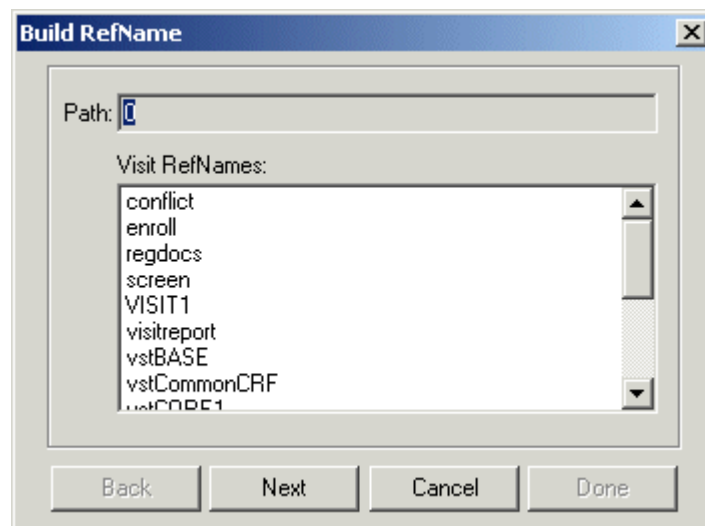 Build RefName
Path: 0
Visit RefNames:
conflict
enroll
regdocs
screen
VISIT1
visitreport
vstBASE
vstCommonCRF
Back Next Cancel Done